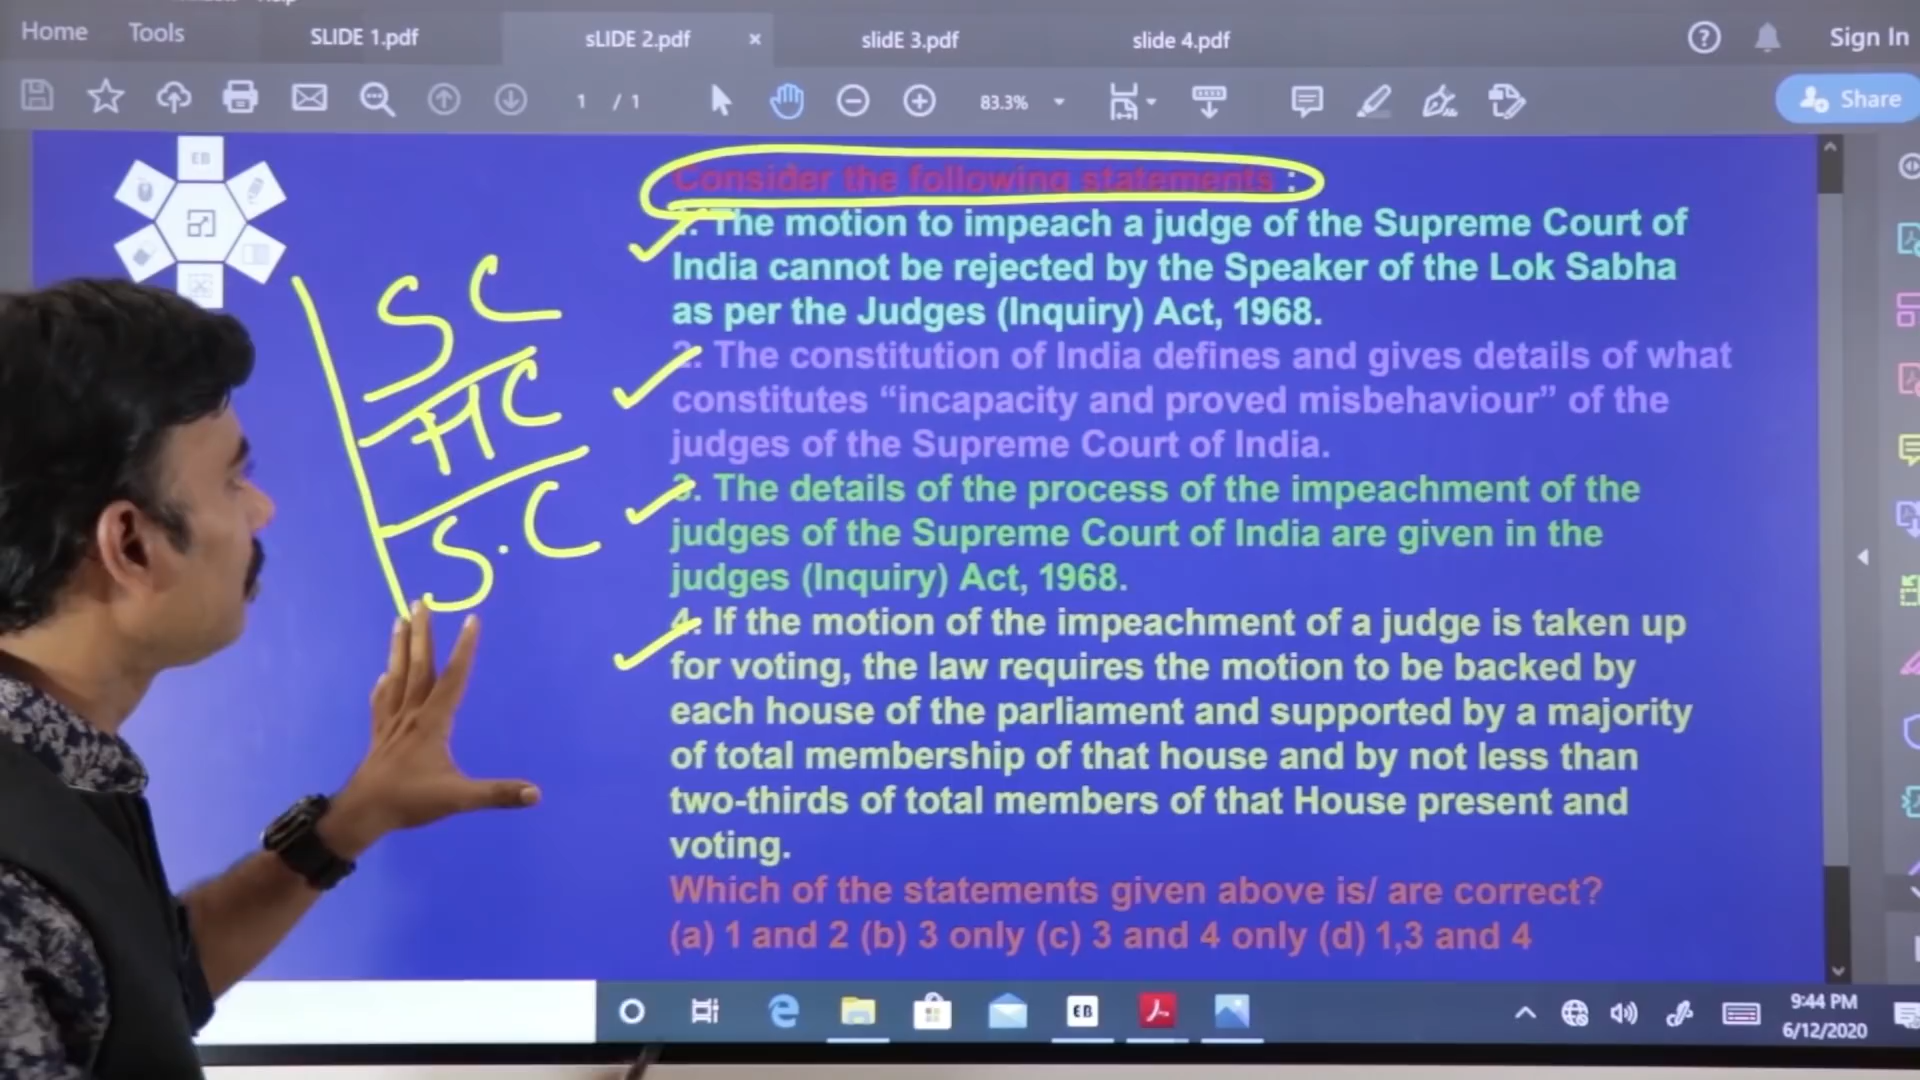 Home Tools SLIDE 1.pdf sLIDE 2.pdf × slidE 3.pdf slide 4.pdf Sign In
1 / 1 83.3% Share
EB
Consider the following statements :
1. The motion to impeach a judge of the Supreme Court of
India cannot be rejected by the Speaker of the Lok Sabha
as per the Judges (Inquiry) Act, 1968.
2. The constitution of India defines and gives details of what
constitutes “incapacity and proved misbehaviour” of the
judges of the Supreme Court of India.
3. The details of the process of the impeachment of the
judges of the Supreme Court of India are given in the
judges (Inquiry) Act, 1968.
4. If the motion of the impeachment of a judge is taken up
for voting, the law requires the motion to be backed by
each house of the parliament and supported by a majority
of total membership of that house and by not less than
two-thirds of total members of that House present and
voting.
Which of the statements given above is/ are correct?
(a) 1 and 2 (b) 3 only (c) 3 and 4 only (d) 1,3 and 4
SC
HC
S.C
EB
9:44 PM
6/12/2020